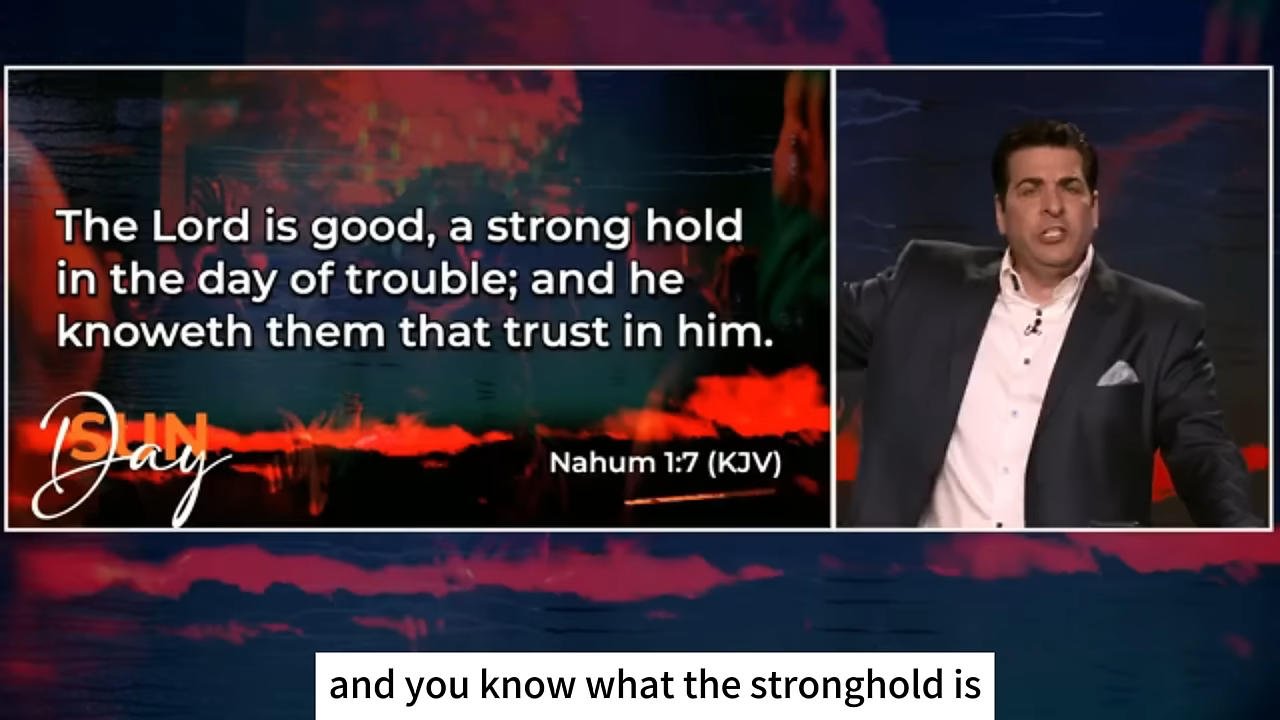 The Lord is good, a strong hold
in the day of trouble; and he
knoweth them that trust in him.
SUN
Day
Nahum 1:7 (KJV)
and you know what the stronghold is